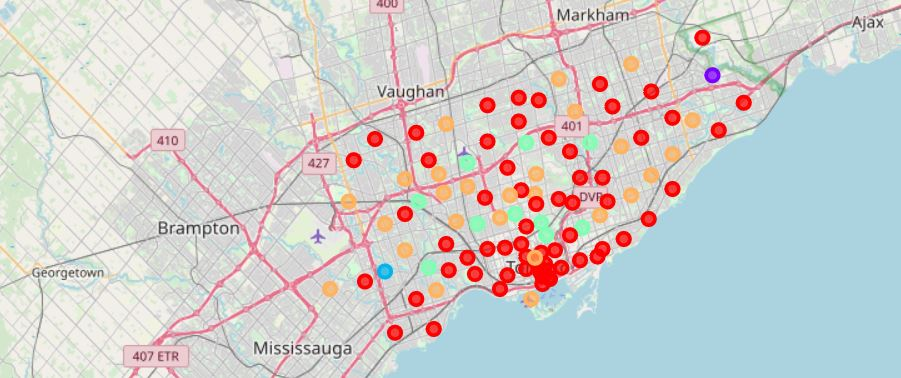 400
Markham
Ajax
Vaughan
401
410
427
DVP
Brampton
Georgetown
Mississauga
407 ETR